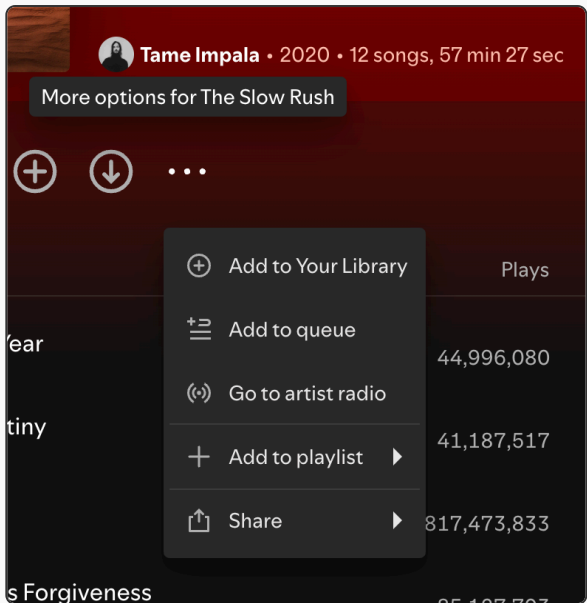 Tame Impala • 2020 • 12 songs, 57 min 27 sec
More options for The Slow Rush
Add to Your Library
Plays
Add to queue
Year
44,996,080
Go to artist radio
tiny
41,187,517
Add to playlist
Share
817,473,833
s Forgiveness